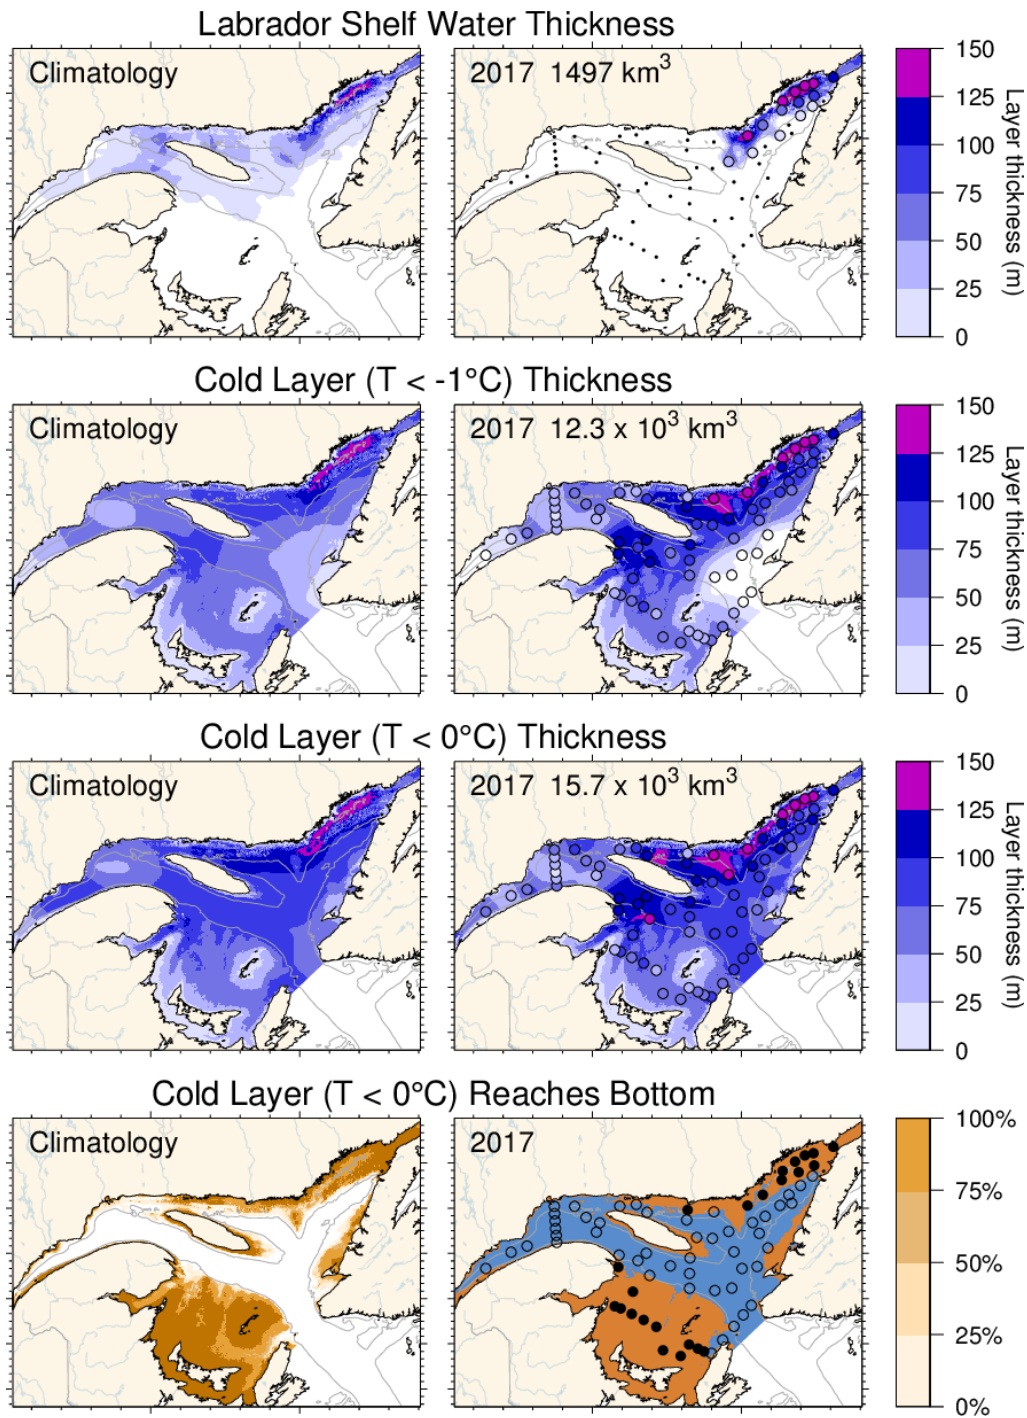 Labrador Shelf Water Thickness
Climatology
2017 1497 km³
150
125
100
75
50
25
0
Layer thickness (m)
Cold Layer (T < -1°C) Thickness
Climatology
2017 12.3 x 10³ km³
150
125
100
75
50
25
0
Layer thickness (m)
Cold Layer (T < 0°C) Thickness
Climatology
2017 15.7 x 10³ km³
150
125
100
75
50
25
0
Layer thickness (m)
Cold Layer (T < 0°C) Reaches Bottom
Climatology
2017
100%
75%
50%
25%
0%